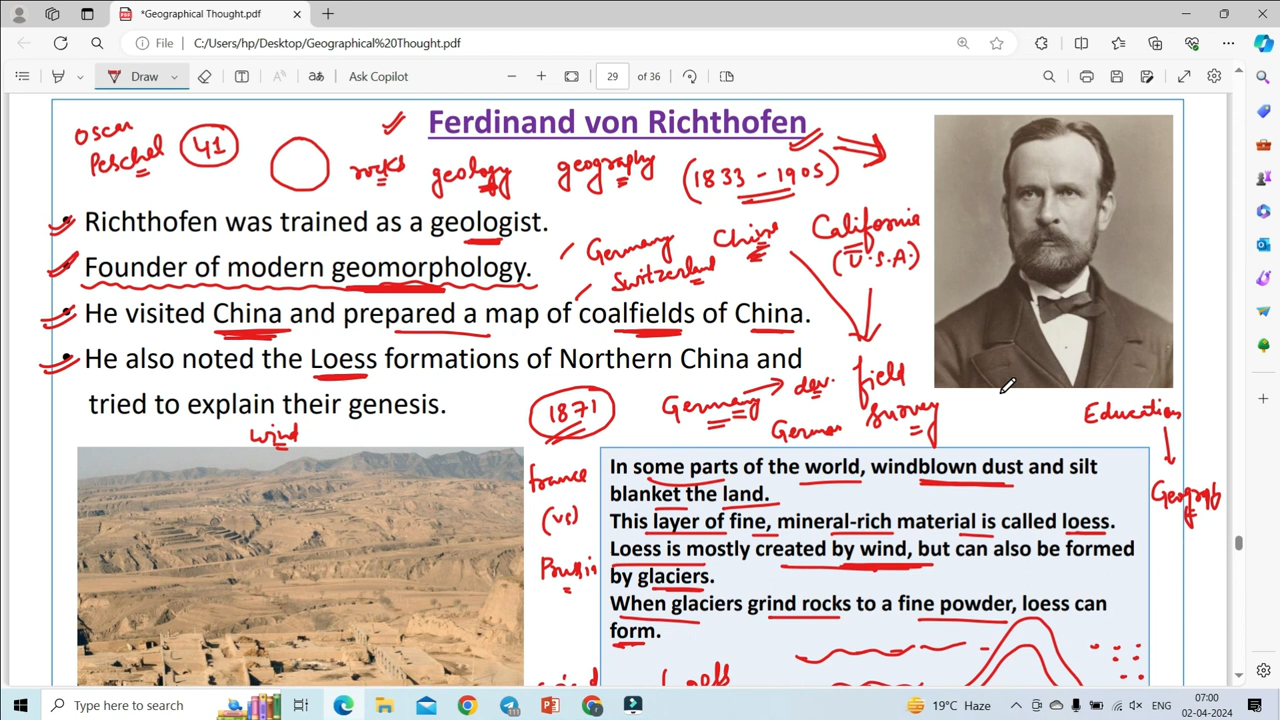 *Geographical Thought.pdf
File
C:/Users/hp/Desktop/Geographical%20Thought.pdf
Draw
Ask Copilot
29 of 36
Ferdinand von Richthofen
Oscar
Peschel
41
rocks
geology
geography
(1833 - 1905)
• Richthofen was trained as a geologist.
• Founder of modern geomorphology.
Germany
Switzerland
China
California
(U.S.A.)
• He visited China and prepared a map of coalfields of China.
• He also noted the Loess formations of Northern China and
tried to explain their genesis.
wind
1871
Germany
dev.
German
field
survey
Education
france
(vs)
In some parts of the world, windblown dust and silt
blanket the land.
This layer of fine, mineral-rich material is called loess.
Loess is mostly created by wind, but can also be formed
by glaciers.
When glaciers grind rocks to a fine powder, loess can
form.
Type here to search
19°C Haze
ENG
07:00
02-04-2024